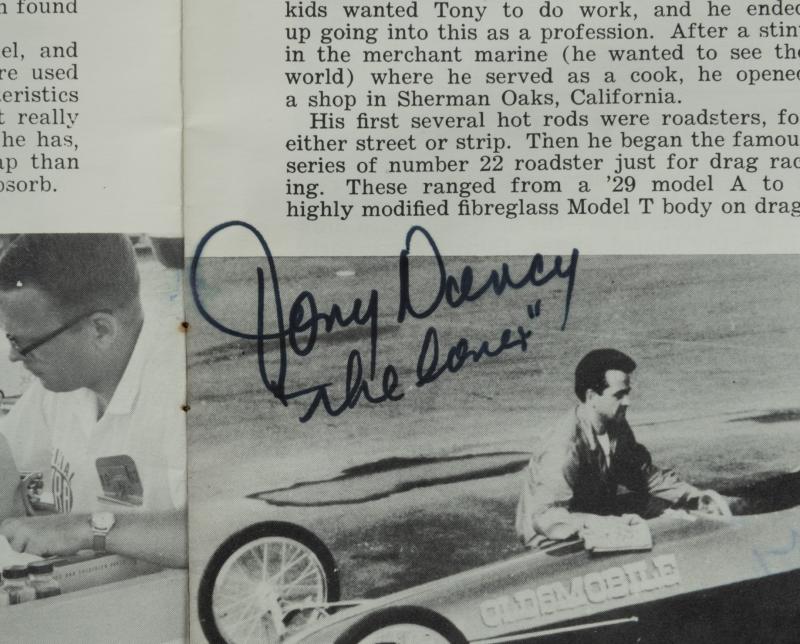 n found
el, and
re used
eristics
t really
he has,
ap than
bsorb.
kids wanted Tony to do work, and he ended
up going into this as a profession. After a stint
in the merchant marine (he wanted to see the
world) where he served as a cook, he opened
a shop in Sherman Oaks, California.
His first several hot rods were roadsters, fo
either street or strip. Then he began the famou
series of number 22 roadster just for drag rac
ing. These ranged from a '29 model A to
highly modified fibreglass Model T body on drag
Tony Dancy
"The Loner"
OLDSMOBILE